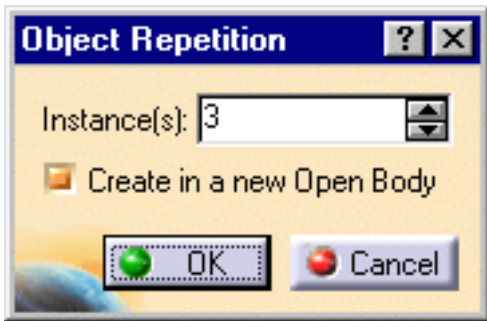 Object Repetition ? X
Instance(s): 3
Create in a new Open Body
OK Cancel